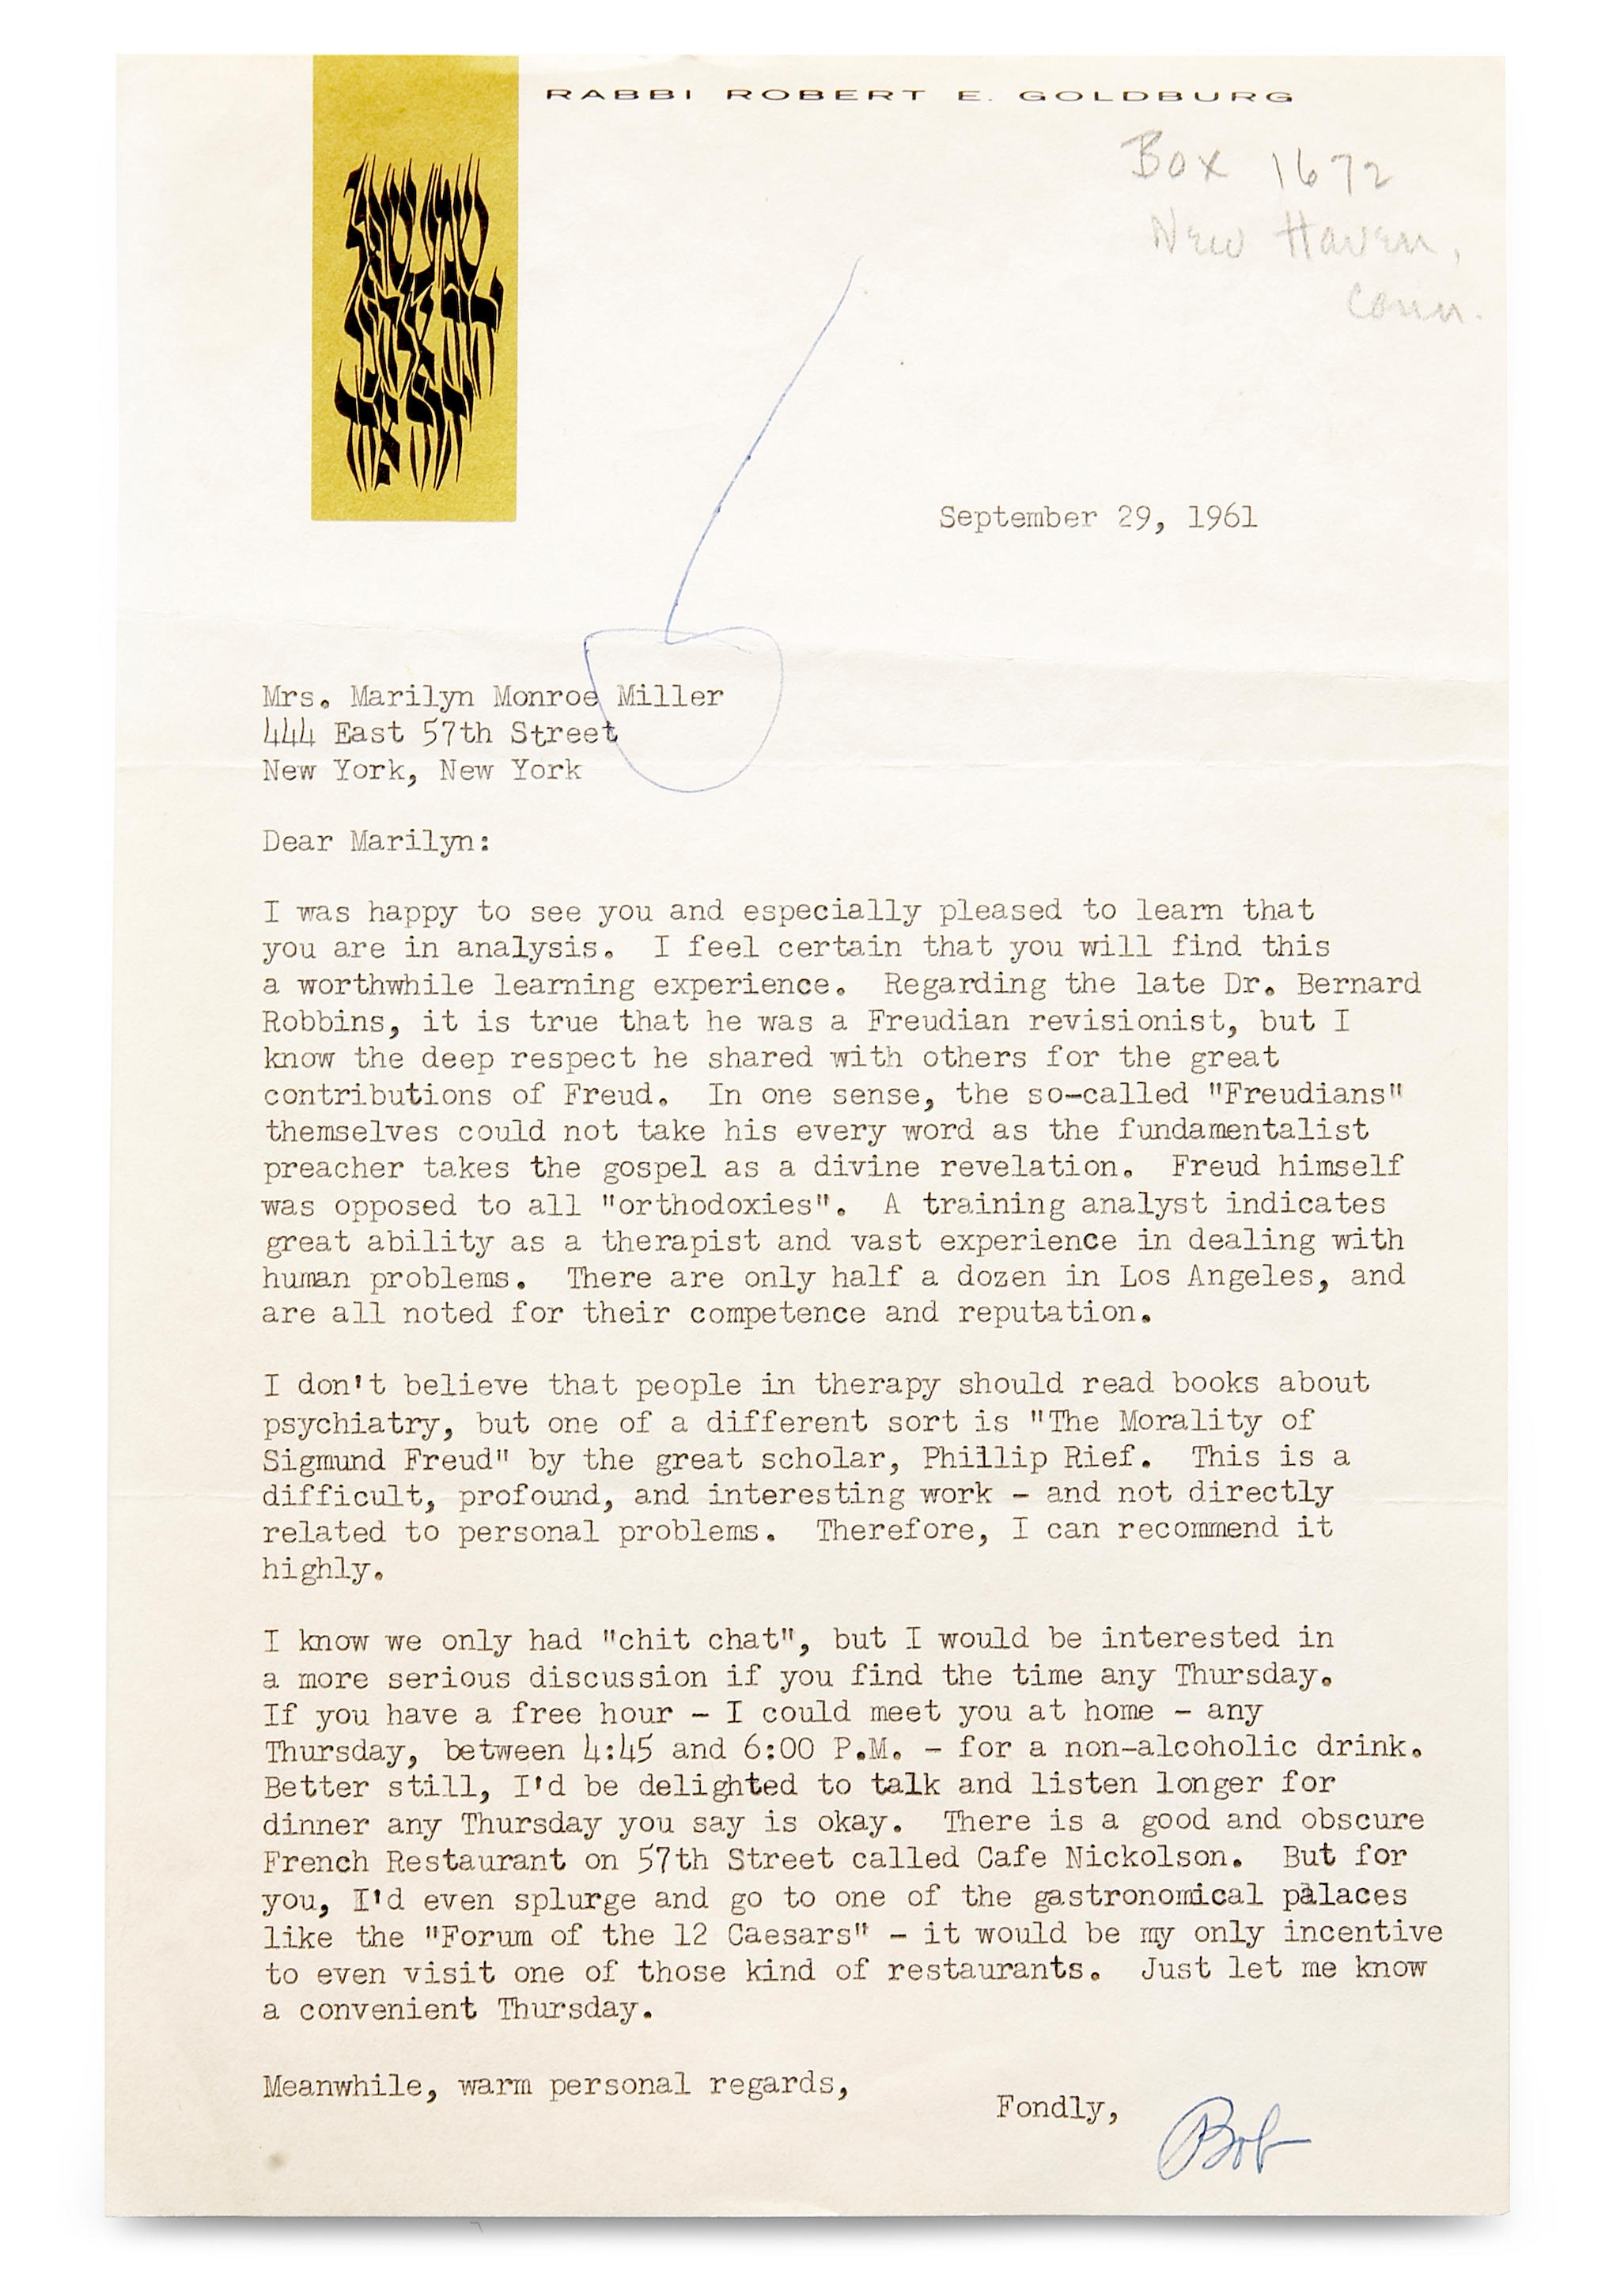 RABBI ROBERT E. GOLDBURG
Box 1672
New Haven,
Conn.
September 29, 1961
Mrs. Marilyn Monroe Miller
444 East 57th Street
New York, New York
Dear Marilyn:
I was happy to see you and especially pleased to learn that
you are in analysis. I feel certain that you will find this
a worthwhile learning experience. Regarding the late Dr. Bernard
Robbins, it is true that he was a Freudian revisionist, but I
know the deep respect he shared with others for the great
contributions of Freud. In one sense, the so-called "Freudians"
themselves could not take his every word as the fundamentalist
preacher takes the gospel as a divine revelation. Freud himself
was opposed to all "orthodoxies". A training analyst indicates
great ability as a therapist and vast experience in dealing with
human problems. There are only half a dozen in Los Angeles, and
are all noted for their competence and reputation.
I don't believe that people in therapy should read books about
psychiatry, but one of a different sort is "The Morality of
Sigmund Freud" by the great scholar, Phillip Rief. This is a
difficult, profound, and interesting work - and not directly
related to personal problems. Therefore, I can recommend it
highly.
I know we only had "chit chat", but I would be interested in
a more serious discussion if you find the time any Thursday.
If you have a free hour - I could meet you at home - any
Thursday, between 4:45 and 6:00 P.M. - for a non-alcoholic drink.
Better still, I'd be delighted to talk and listen longer for
dinner any Thursday you say is okay. There is a good and obscure
French Restaurant on 57th Street called Cafe Nickolson. But for
you, I'd even splurge and go to one of the gastronomical palaces
like the "Forum of the 12 Caesars" - it would be my only incentive
to even visit one of those kind of restaurants. Just let me know
a convenient Thursday.
Meanwhile, warm personal regards,
Fondly,
Bob